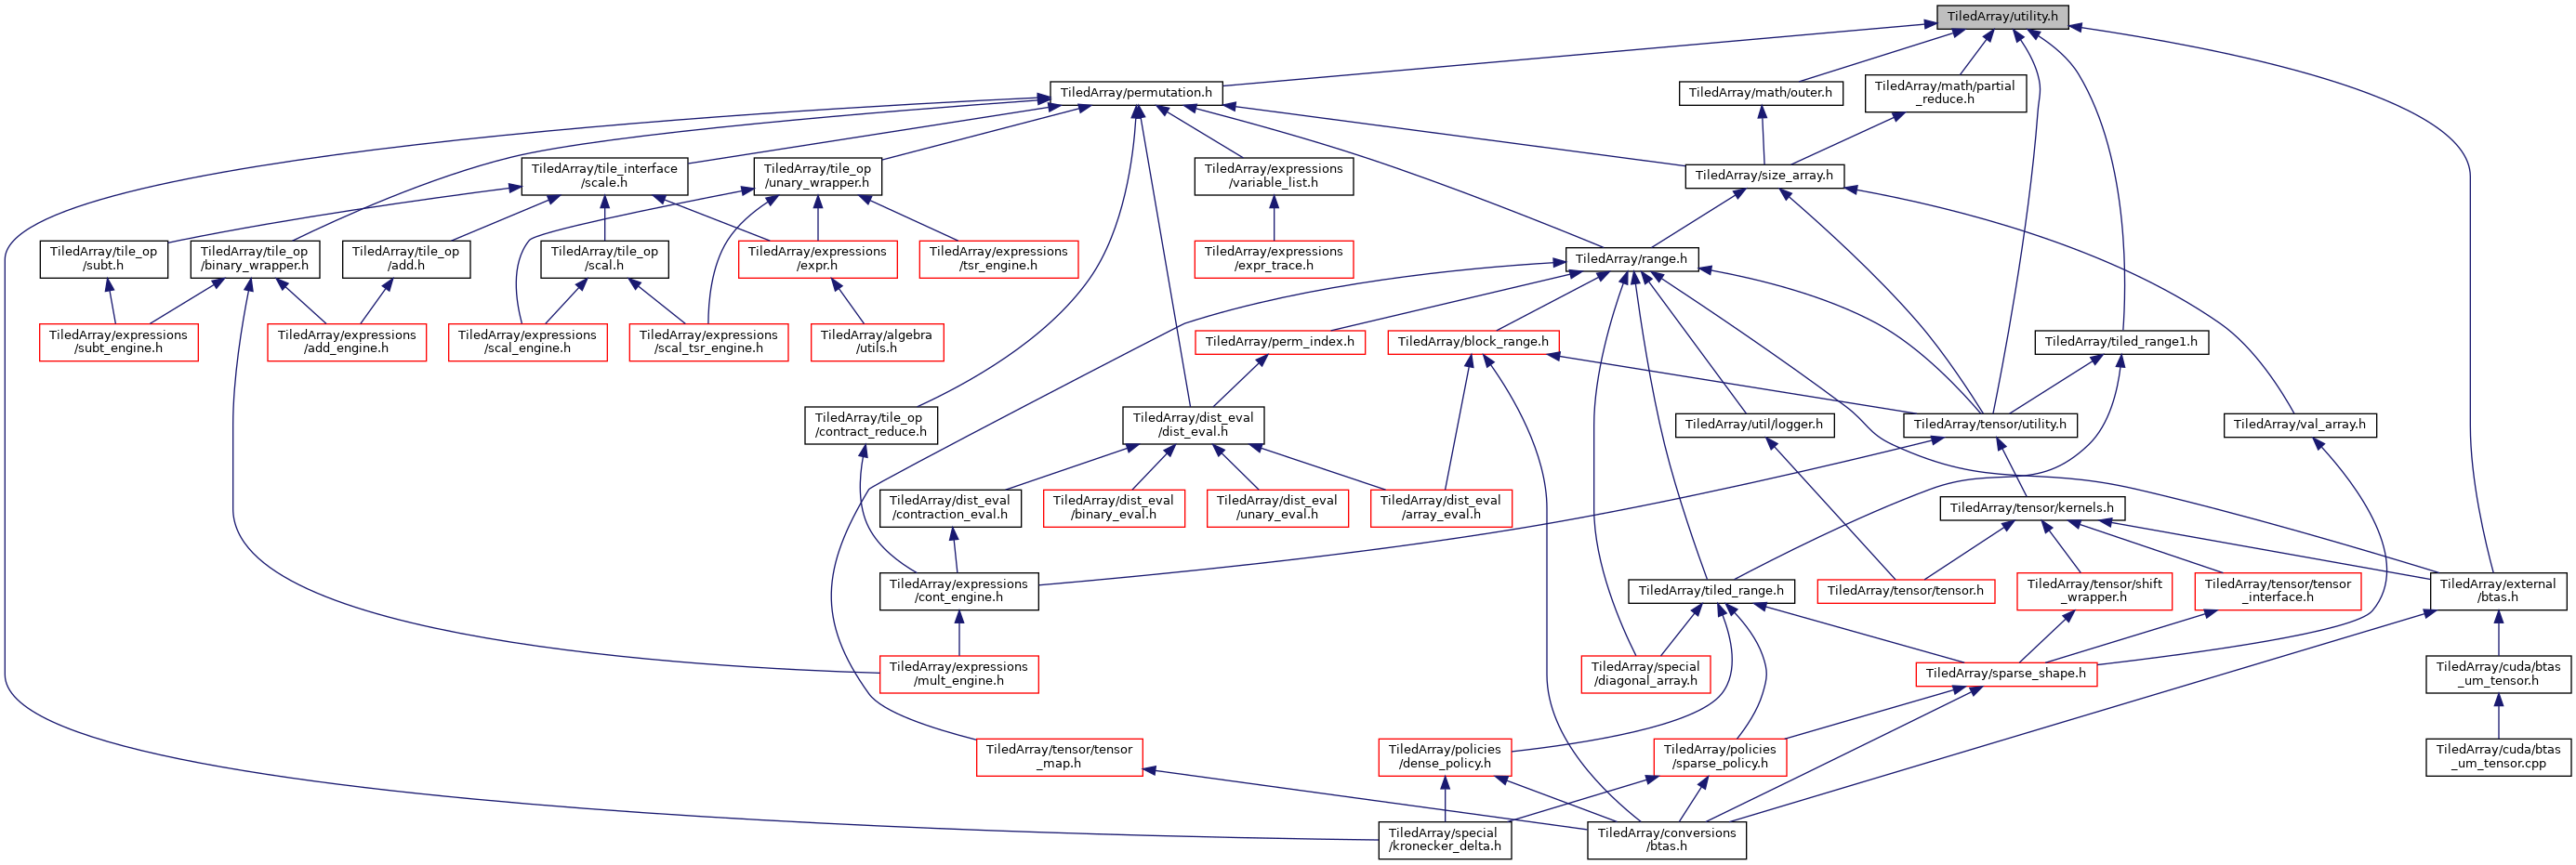 TiledArray/utility.h
TiledArray/permutation.h
TiledArray/math/outer.h
TiledArray/math/partial
_reduce.h
TiledArray/tile_interface
/scale.h
TiledArray/tile_op
/unary_wrapper.h
TiledArray/expressions
/variable_list.h
TiledArray/size_array.h
TiledArray/tile_op
/subt.h
TiledArray/tile_op
/binary_wrapper.h
TiledArray/tile_op
/add.h
TiledArray/tile_op
/scal.h
TiledArray/expressions
/expr.h
TiledArray/expressions
/tsr_engine.h
TiledArray/expressions
/expr_trace.h
TiledArray/range.h
TiledArray/expressions
/subt_engine.h
TiledArray/expressions
/add_engine.h
TiledArray/expressions
/scal_engine.h
TiledArray/expressions
/scal_tsr_engine.h
TiledArray/algebra
/utils.h
TiledArray/perm_index.h
TiledArray/block_range.h
TiledArray/tiled_range1.h
TiledArray/tile_op
/contract_reduce.h
TiledArray/dist_eval
/dist_eval.h
TiledArray/util/logger.h
TiledArray/tensor/utility.h
TiledArray/val_array.h
TiledArray/dist_eval
/contraction_eval.h
TiledArray/dist_eval
/binary_eval.h
TiledArray/dist_eval
/unary_eval.h
TiledArray/dist_eval
/array_eval.h
TiledArray/tensor/kernels.h
TiledArray/expressions
/cont_engine.h
TiledArray/tiled_range.h
TiledArray/tensor/tensor.h
TiledArray/tensor/shift
_wrapper.h
TiledArray/tensor/tensor
_interface.h
TiledArray/external
/btas.h
TiledArray/expressions
/mult_engine.h
TiledArray/special
/diagonal_array.h
TiledArray/sparse_shape.h
TiledArray/cuda/btas
_um_tensor.h
TiledArray/tensor/tensor
_map.h
TiledArray/policies
/dense_policy.h
TiledArray/policies
/sparse_policy.h
TiledArray/cuda/btas
_um_tensor.cpp
TiledArray/special
/kronecker_delta.h
TiledArray/conversions
/btas.h